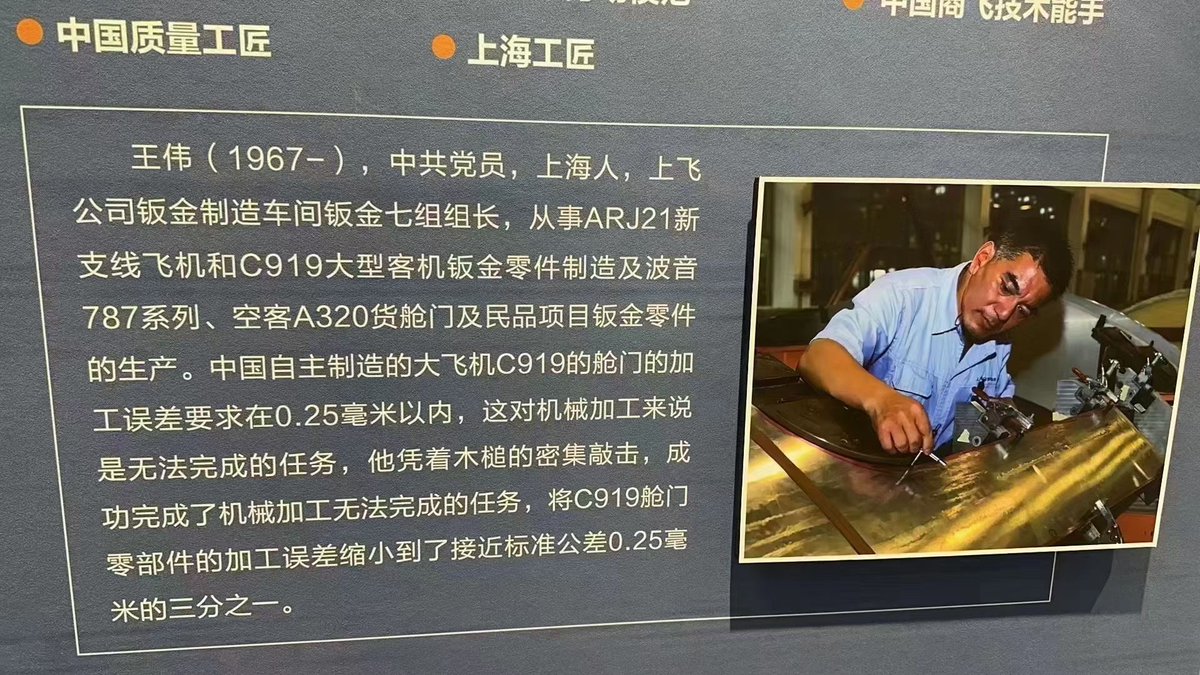 中国质量工匠
上海工匠
中国商飞技术能手
王伟（1967-），中共党员，上海人，上飞
公司钣金制造车间钣金七组组长，从事ARJ21新
支线飞机和C919大型客机钣金零件制造及波音
787系列、空客A320货舱门及民品项目钣金零件
的生产。中国自主制造的大飞机C919的舱门的加
工误差要求在0.25毫米以内，这对机械加工来说
是无法完成的任务，他凭着木槌的密集敲击，成
功完成了机械加工无法完成的任务，将C919舱门
零部件的加工误差缩小到了接近标准公差0.25毫
米的三分之一。